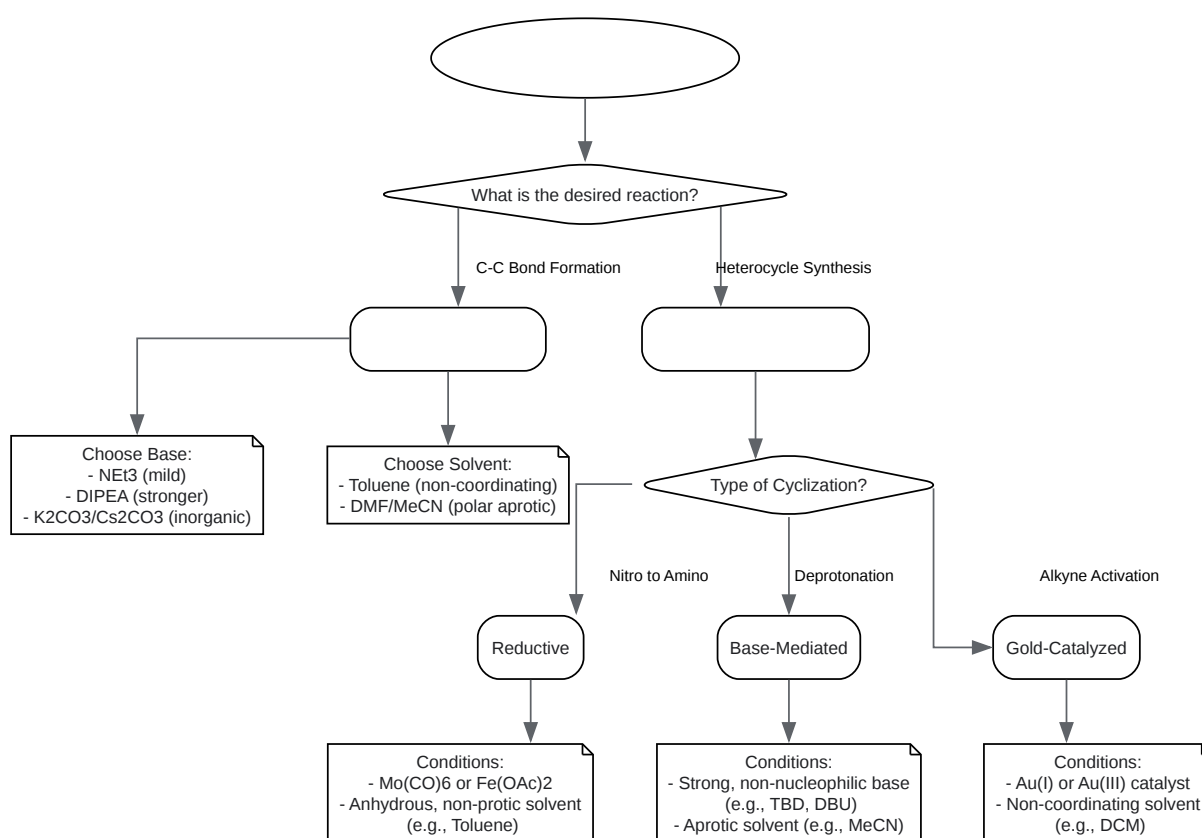 What is the desired reaction?
C-C Bond Formation
Heterocycle Synthesis
Choose Base:
- NEt3 (mild)
- DIPEA (stronger)
- K2CO3/Cs2CO3 (inorganic)
Choose Solvent:
- Toluene (non-coordinating)
- DMF/MeCN (polar aprotic)
Type of Cyclization?
Nitro to Amino
Deprotonation
Alkyne Activation
Reductive
Base-Mediated
Gold-Catalyzed
Conditions:
- Mo(CO)6 or Fe(OAc)2
- Anhydrous, non-protic solvent
(e.g., Toluene)
Conditions:
- Strong, non-nucleophilic base
(e.g., TBD, DBU)
- Aprotic solvent (e.g., MeCN)
Conditions:
- Au(I) or Au(III) catalyst
- Non-coordinating solvent
(e.g., DCM)